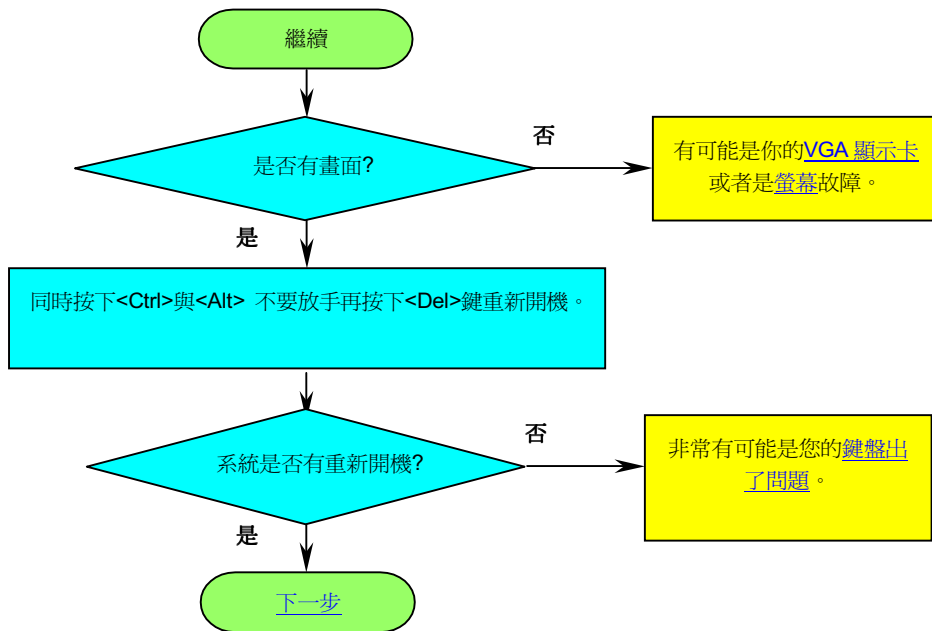 繼續
是否有畫面?
否
有可能是你的VGA 顯示卡
或者是螢幕故障。
是
同時按下<Ctrl>與<Alt> 不要放手再按下<Del>鍵重新開機。
系統是否有重新開機?
否
非常有可能是您的鍵盤出
了問題。
是
下一步